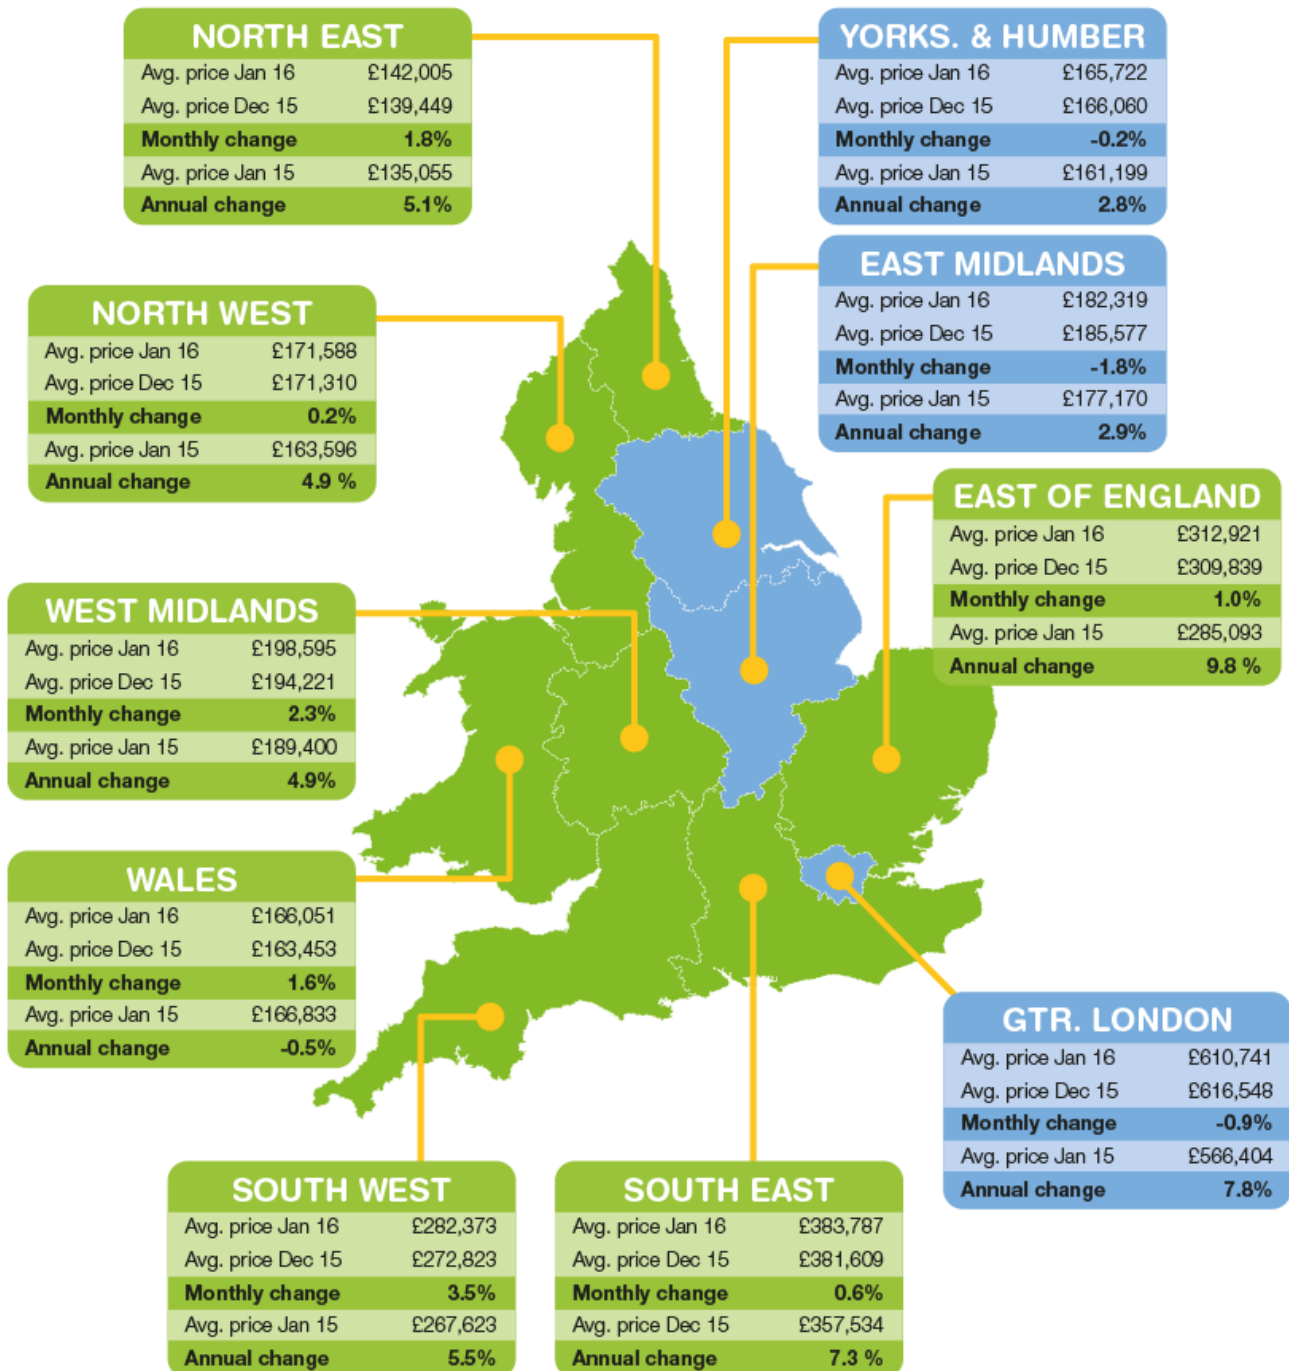 NORTH EAST
Avg. price Jan 16 £142,005
Avg. price Dec 15 £139,449
Monthly change 1.8%
Avg. price Jan 15 £135,055
Annual change 5.1%
YORKS. & HUMBER
Avg. price Jan 16 £165,722
Avg. price Dec 15 £166,060
Monthly change -0.2%
Avg. price Jan 15 £161,199
Annual change 2.8%
EAST MIDLANDS
Avg. price Jan 16 £182,319
Avg. price Dec 15 £185,577
Monthly change -1.8%
Avg. price Jan 15 £177,170
Annual change 2.9%
NORTH WEST
Avg. price Jan 16 £171,588
Avg. price Dec 15 £171,310
Monthly change 0.2%
Avg. price Jan 15 £163,596
Annual change 4.9 %
EAST OF ENGLAND
Avg. price Jan 16 £312,921
Avg. price Dec 15 £309,839
Monthly change 1.0%
Avg. price Jan 15 £285,093
Annual change 9.8 %
WEST MIDLANDS
Avg. price Jan 16 £198,595
Avg. price Dec 15 £194,221
Monthly change 2.3%
Avg. price Jan 15 £189,400
Annual change 4.9%
WALES
Avg. price Jan 16 £166,051
Avg. price Dec 15 £163,453
Monthly change 1.6%
Avg. price Jan 15 £166,833
Annual change -0.5%
GTR. LONDON
Avg. price Jan 16 £610,741
Avg. price Dec 15 £616,548
Monthly change -0.9%
Avg. price Jan 15 £566,404
Annual change 7.8%
SOUTH WEST
Avg. price Jan 16 £282,373
Avg. price Dec 15 £272,823
Monthly change 3.5%
Avg. price Jan 15 £267,623
Annual change 5.5%
SOUTH EAST
Avg. price Jan 16 £383,787
Avg. price Dec 15 £381,609
Monthly change 0.6%
Avg. price Dec 15 £357,534
Annual change 7.3 %